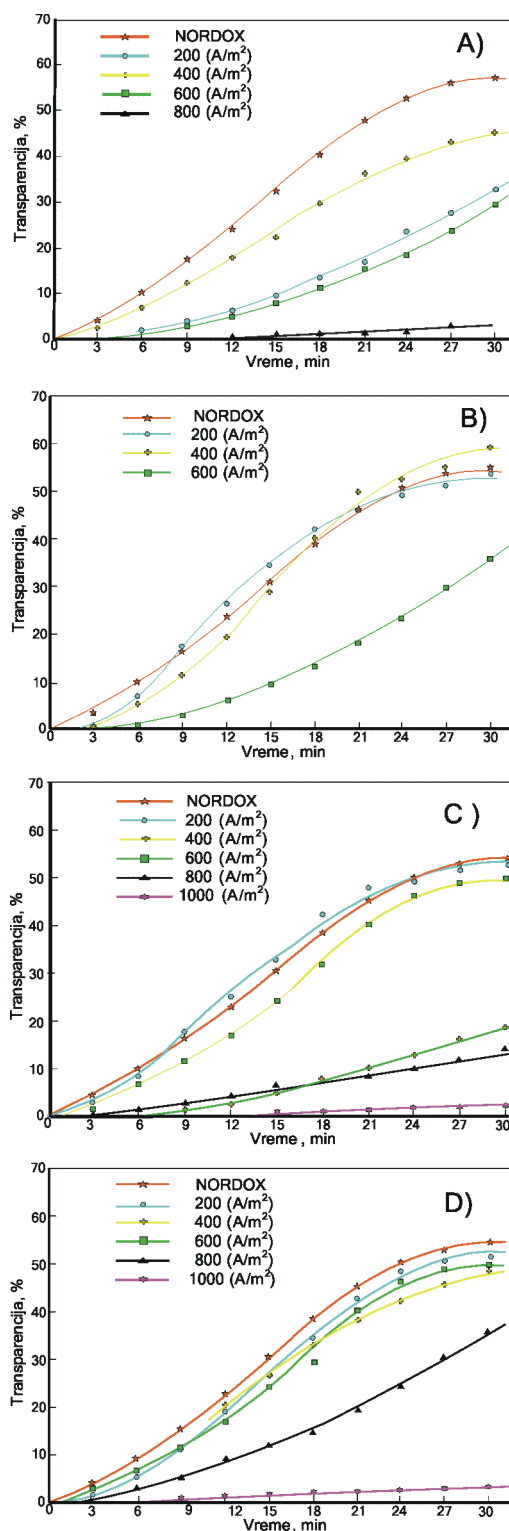 A)
NORDOX
200 (A/m²)
400 (A/m²)
600 (A/m²)
800 (A/m²)
Transparencija, %
70
60
50
40
30
20
10
0
0 3 6 9 12 15 18 21 24 27 30
Vreme, min
B)
NORDOX
200 (A/m²)
400 (A/m²)
600 (A/m²)
Transparencija, %
70
60
50
40
30
20
10
0 3 6 9 12 15 18 21 24 27 30
Vreme, min
C )
NORDOX
200 (A/m²)
400 (A/m²)
600 (A/m²)
800 (A/m²)
1000 (A/m²)
Transparencija, %
70
60
50
40
30
20
10
0
0 3 6 9 12 15 18 21 24 27 30
Vreme, min
D)
NORDOX
200 (A/m²)
400 (A/m²)
600 (A/m²)
800 (A/m²)
1000 (A/m²)
Transparencija, %
70
60
50
40
30
20
10
0
0 3 6 9 12 15 18 21 24 27 30
Vreme, min